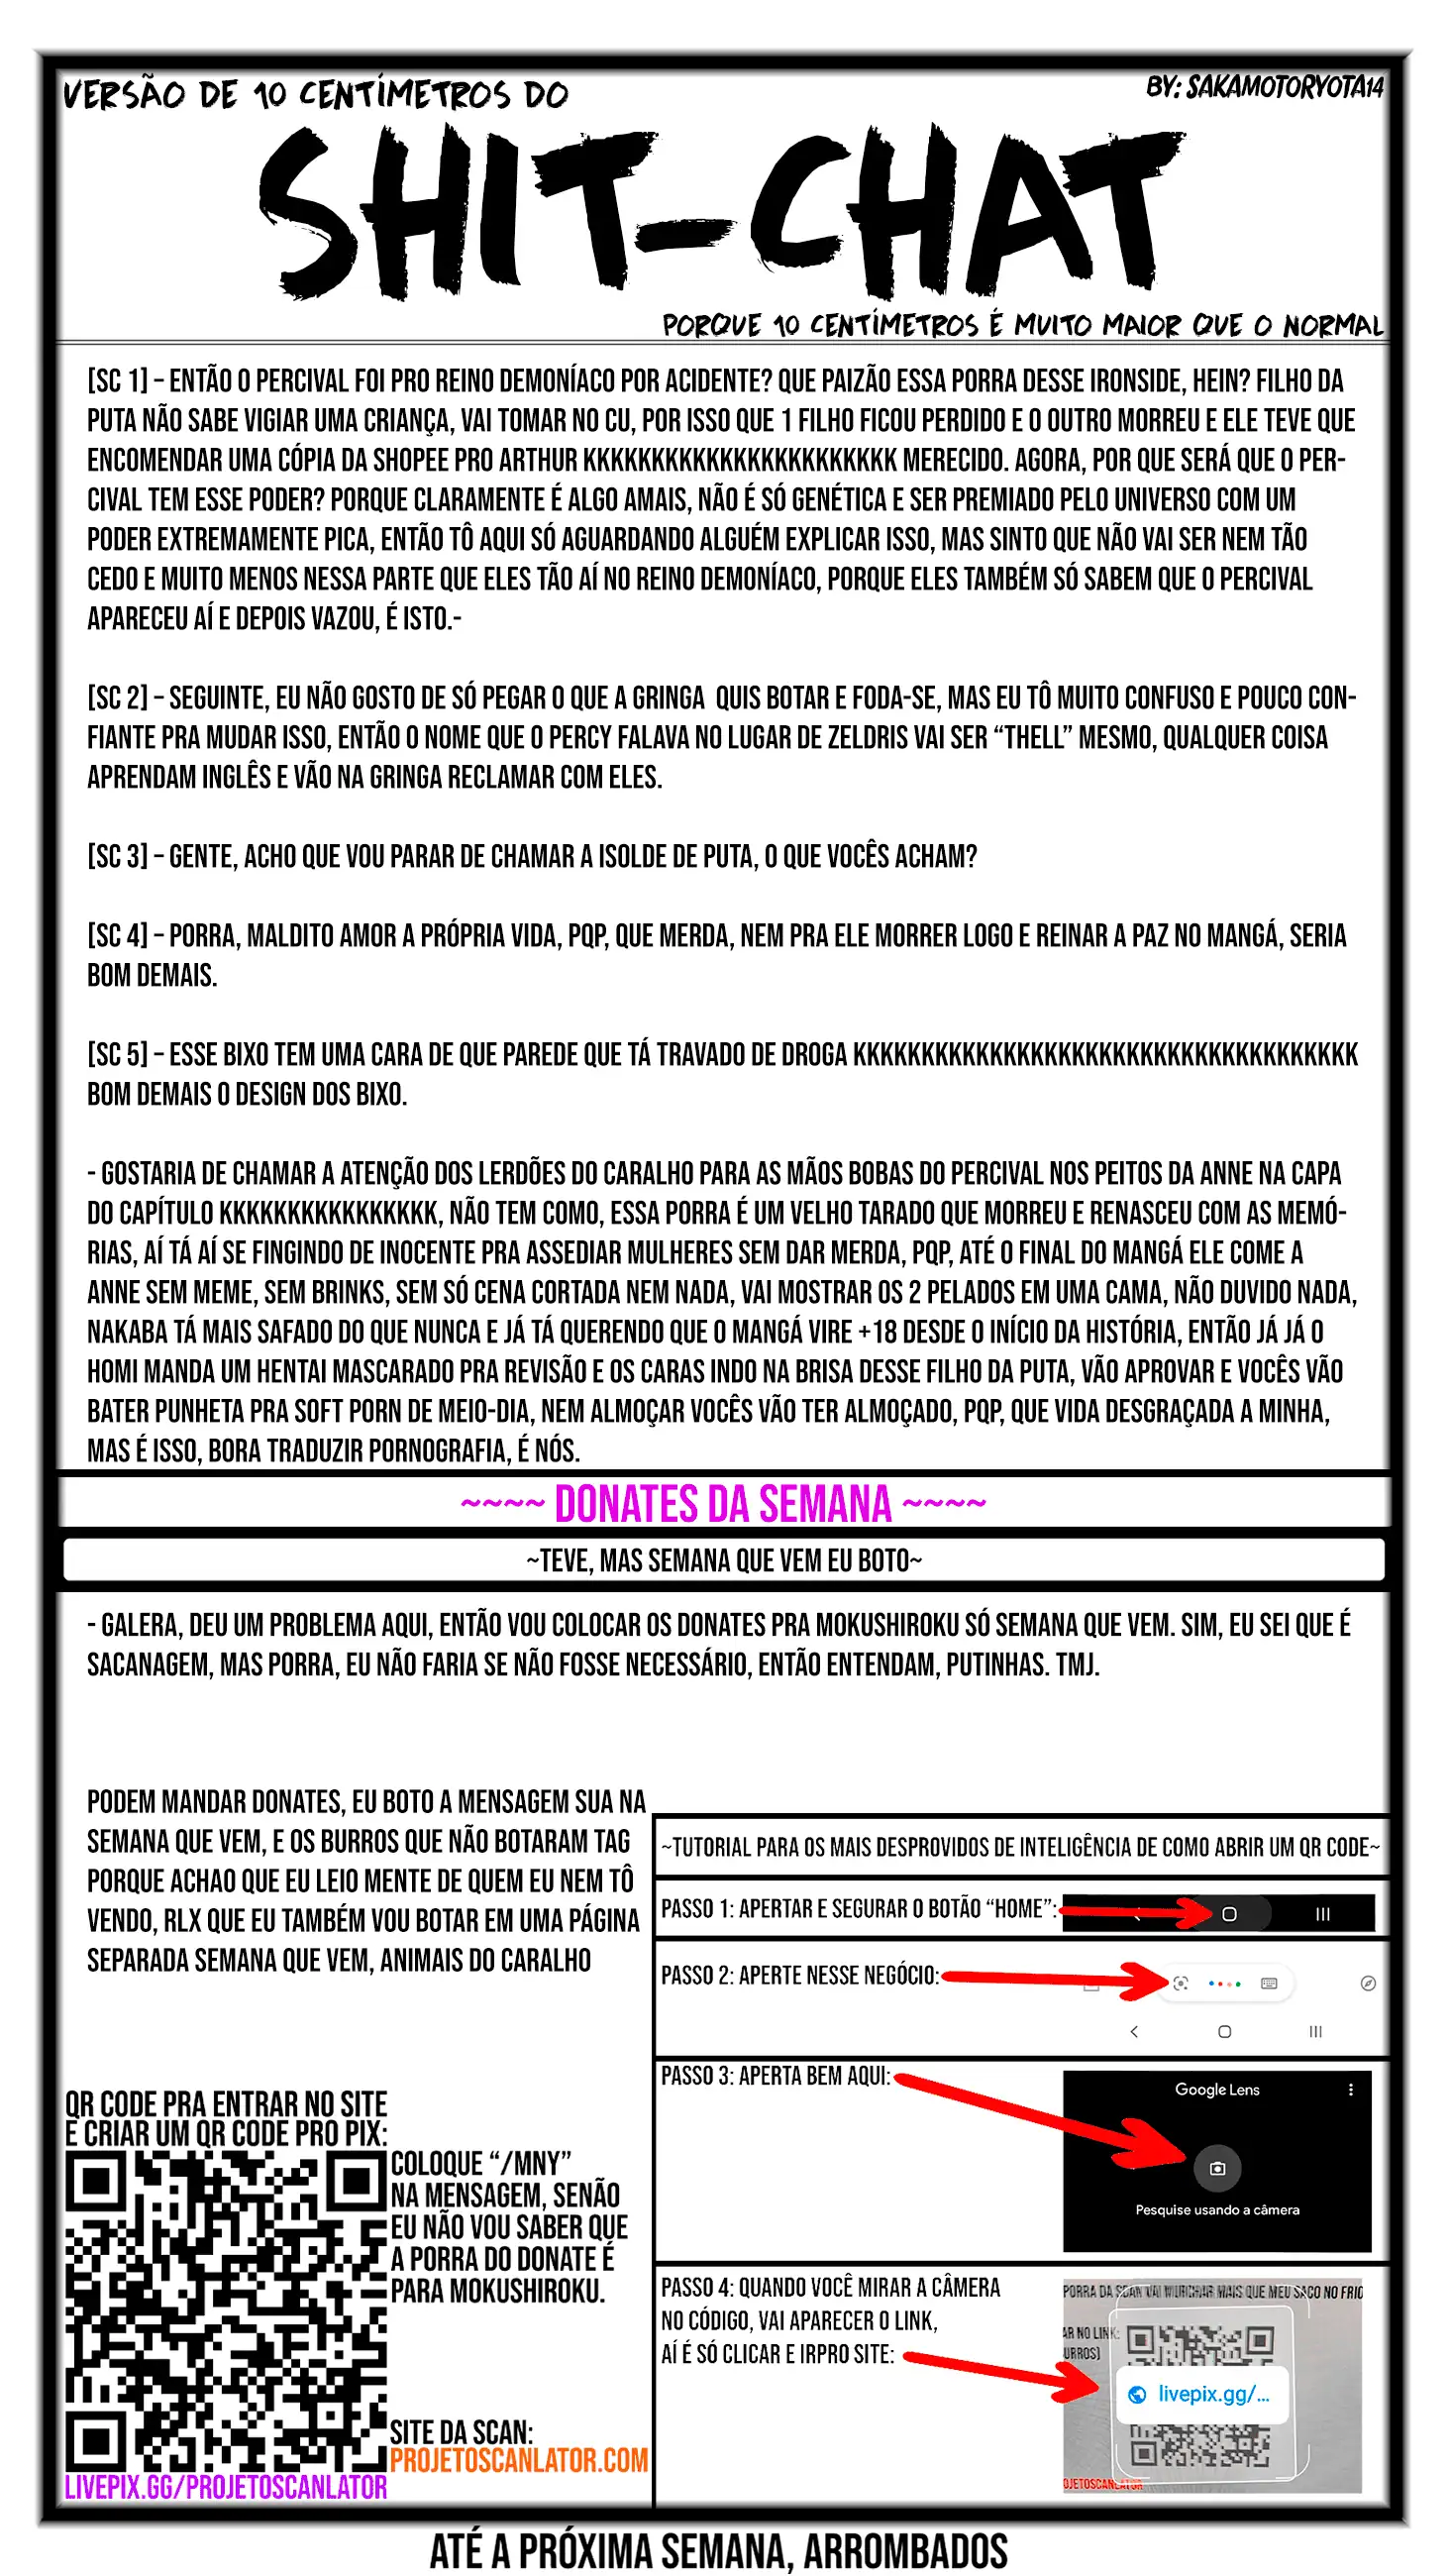 VERSÃO DE 10 CENTÍMETROS DO
BY: SAKAMOTORYOTA14
SHIT-CHAT
PORQUE 10 CENTÍMETROS É MUITO MAIOR QUE O NORMAL
[SC 1] – ENTÃO O PERCIVAL FOI PRO REINO DEMONÍACO POR ACIDENTE? QUE PAIZÃO ESSA PORRA DESSE IRONSIDE, HEIN? FILHO DA
PUTA NÃO SABE VIGIAR UMA CRIANÇA, VAI TOMAR NO CU, POR ISSO QUE 1 FILHO FICOU PERDIDO E O OUTRO MORREU E ELE TEVE QUE
ENCOMENDAR UMA CÓPIA DA SHOPEE PRO ARTHUR KKKKKKKKKKKKKKKKKKKKKKK MERECIDO. AGORA, POR QUE SERÁ QUE O PER-
CIVAL TEM ESSE PODER? PORQUE CLARAMENTE É ALGO AMAIS, NÃO É SÓ GENÉTICA E SER PREMIADO PELO UNIVERSO COM UM
PODER EXTREMAMENTE PICA, ENTÃO TÔ AQUI SÓ AGUARDANDO ALGUÉM EXPLICAR ISSO, MAS SINTO QUE NÃO VAI SER NEM TÃO
CEDO E MUITO MENOS NESSA PARTE QUE ELES TÃO AÍ NO REINO DEMONÍACO, PORQUE ELES TAMBÉM SÓ SABEM QUE O PERCIVAL
APARECEU AÍ E DEPOIS VAZOU, É ISTO.-
[SC 2] – SEGUINTE, EU NÃO GOSTO DE SÓ PEGAR O QUE A GRINGA QUIS BOTAR E FODA-SE, MAS EU TÔ MUITO CONFUSO E POUCO CON-
FIANTE PRA MUDAR ISSO, ENTÃO O NOME QUE O PERCY FALAVA NO LUGAR DE ZELDRIS VAI SER “THELL” MESMO, QUALQUER COISA
APRENDAM INGLÊS E VÃO NA GRINGA RECLAMAR COM ELES.
[SC 3] – GENTE, ACHO QUE VOU PARAR DE CHAMAR A ISOLDE DE PUTA, O QUE VOCÊS ACHAM?
[SC 4] – PORRA, MALDITO AMOR A PRÓPRIA VIDA, PQP, QUE MERDA, NEM PRA ELE MORRER LOGO E REINAR A PAZ NO MANGÁ, SERIA
BOM DEMAIS.
[SC 5] – ESSE BIXO TEM UMA CARA DE QUE PAREDE QUE TÁ TRAVADO DE DROGA KKKKKKKKKKKKKKKKKKKKKKKKKKKKKKKKKKKKK
BOM DEMAIS O DESIGN DOS BIXO.
- GOSTARIA DE CHAMAR A ATENÇÃO DOS LERDÕES DO CARALHO PARA AS MÃOS BOBAS DO PERCIVAL NOS PEITOS DA ANNE NA CAPA
DO CAPÍTULO KKKKKKKKKKKKKKKK, NÃO TEM COMO, ESSA PORRA É UM VELHO TARADO QUE MORREU E RENASCEU COM AS MEMÓ-
RIAS, AÍ TÁ AÍ SE FINGINDO DE INOCENTE PRA ASSEDIAR MULHERES SEM DAR MERDA, PQP, ATÉ O FINAL DO MANGÁ ELE COME A
ANNE SEM MEME, SEM BRINKS, SEM SÓ CENA CORTADA NEM NADA, VAI MOSTRAR OS 2 PELADOS EM UMA CAMA, NÃO DUVIDO NADA,
NAKABA TÁ MAIS SAFADO DO QUE NUNCA E JÁ TÁ QUERENDO QUE O MANGÁ VIRE +18 DESDE O INÍCIO DA HISTÓRIA, ENTÃO JÁ JÁ O
HOMI MANDA UM HENTAI MASCARADO PRA REVISÃO E OS CARAS INDO NA BRISA DESSE FILHO DA PUTA, VÃO APROVAR E VOCÊS VÃO
BATER PUNHETA PRA SOFT PORN DE MEIO-DIA, NEM ALMOÇAR VOCÊS VÃO TER ALMOÇADO, PQP, QUE VIDA DESGRAÇADA A MINHA,
MAS É ISSO, BORA TRADUZIR PORNOGRAFIA, É NÓS.
~~~~ DONATES DA SEMANA ~~~~
~TEVE, MAS SEMANA QUE VEM EU BOTO~
- GALERA, DEU UM PROBLEMA AQUI, ENTÃO VOU COLOCAR OS DONATES PRA MOKUSHIROKU SÓ SEMANA QUE VEM. SIM, EU SEI QUE É
SACANAGEM, MAS PORRA, EU NÃO FARIA SE NÃO FOSSE NECESSÁRIO, ENTÃO ENTENDAM, PUTINHAS. TMJ.
PODEM MANDAR DONATES, EU BOTO A MENSAGEM SUA NA
SEMANA QUE VEM, E OS BURROS QUE NÃO BOTARAM TAG
PORQUE ACHAO QUE EU LEIO MENTE DE QUEM EU NEM TÔ
VENDO, RLX QUE EU TAMBÉM VOU BOTAR EM UMA PÁGINA
SEPARADA SEMANA QUE VEM, ANIMAIS DO CARALHO
QR CODE PRA ENTRAR NO SITE
E CRIAR UM QR CODE PRO PIX:
COLOQUE “/MNY”
NA MENSAGEM, SENÃO
EU NÃO VOU SABER QUE
A PORRA DO DONATE É
PARA MOKUSHIROKU.
SITE DA SCAN:
PROJETOSCANLATOR.COM
LIVEPIX.GG/PROJETOSCANLATOR
~TUTORIAL PARA OS MAIS DESPROVIDOS DE INTELIGÊNCIA DE COMO ABRIR UM QR CODE~
PASSO 1: APERTAR E SEGURAR O BOTÃO “HOME”:
PASSO 2: APERTE NESSE NEGÓCIO:
PASSO 3: APERTA BEM AQUI:
Google Lens
Pesquise usando a câmera
PASSO 4: QUANDO VOCÊ MIRAR A CÂMERA
NO CÓDIGO, VAI APARECER O LINK,
AÍ É SÓ CLICAR E IRPRO SITE:
PORRA DA SCAN VAI MURCHAR MAIS QUE MEU SACO NO FRIO
AR NO LINK:
URROS]
livepix.gg/...
OJETOSCANLATOR
ATÉ A PRÓXIMA SEMANA, ARROMBADOS